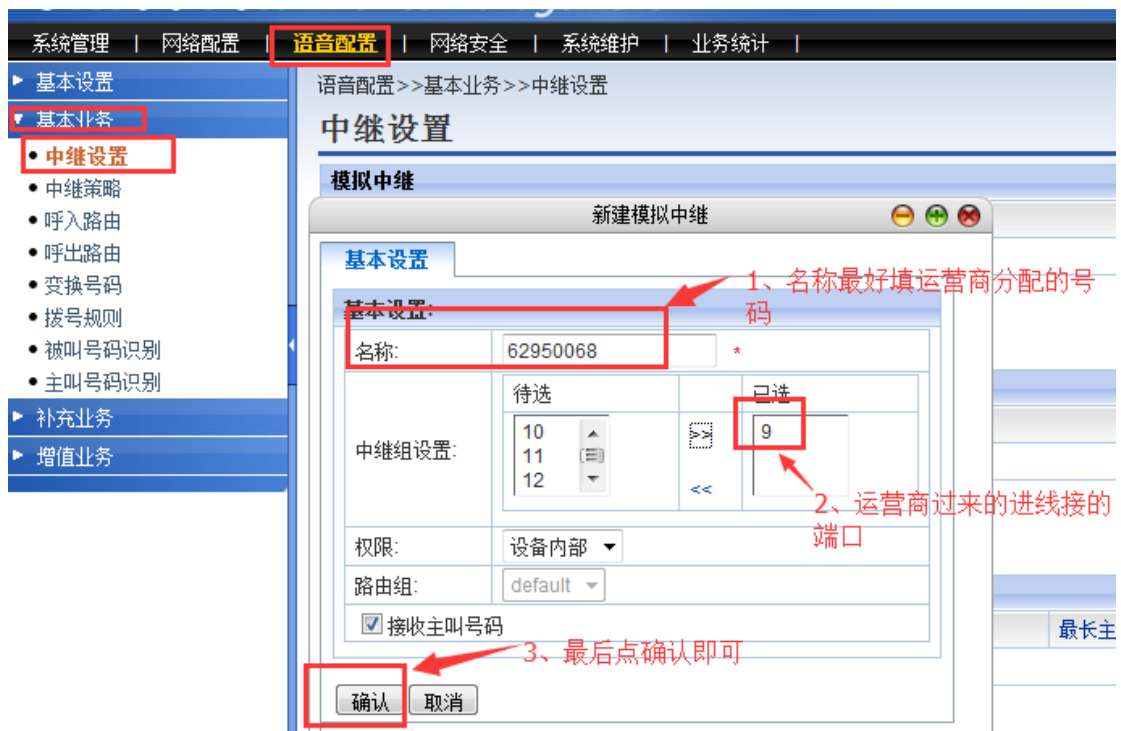 系统管理 | 网络配置 | 语音配置 | 网络安全 | 系统维护 | 业务统计 |
基本设置
基本业务
中继设置
中继策略
呼入路由
呼出路由
变换号码
拨号规则
被叫号码识别
主叫号码识别
补充业务
增值业务
语音配置>>基本业务>>中继设置
中继设置
模拟中继
新建模拟中继
基本设置
1、名称最好填运营商分配的号
码
基本设置:
名称: 62950068 *
待选 已选
中继组设置:
10
11
12
>>
<<
9
2、运营商过来的进线接的
端口
权限: 设备内部
路由组: default
接收主叫号码
3、最后点确认即可
确认 取消
最长主